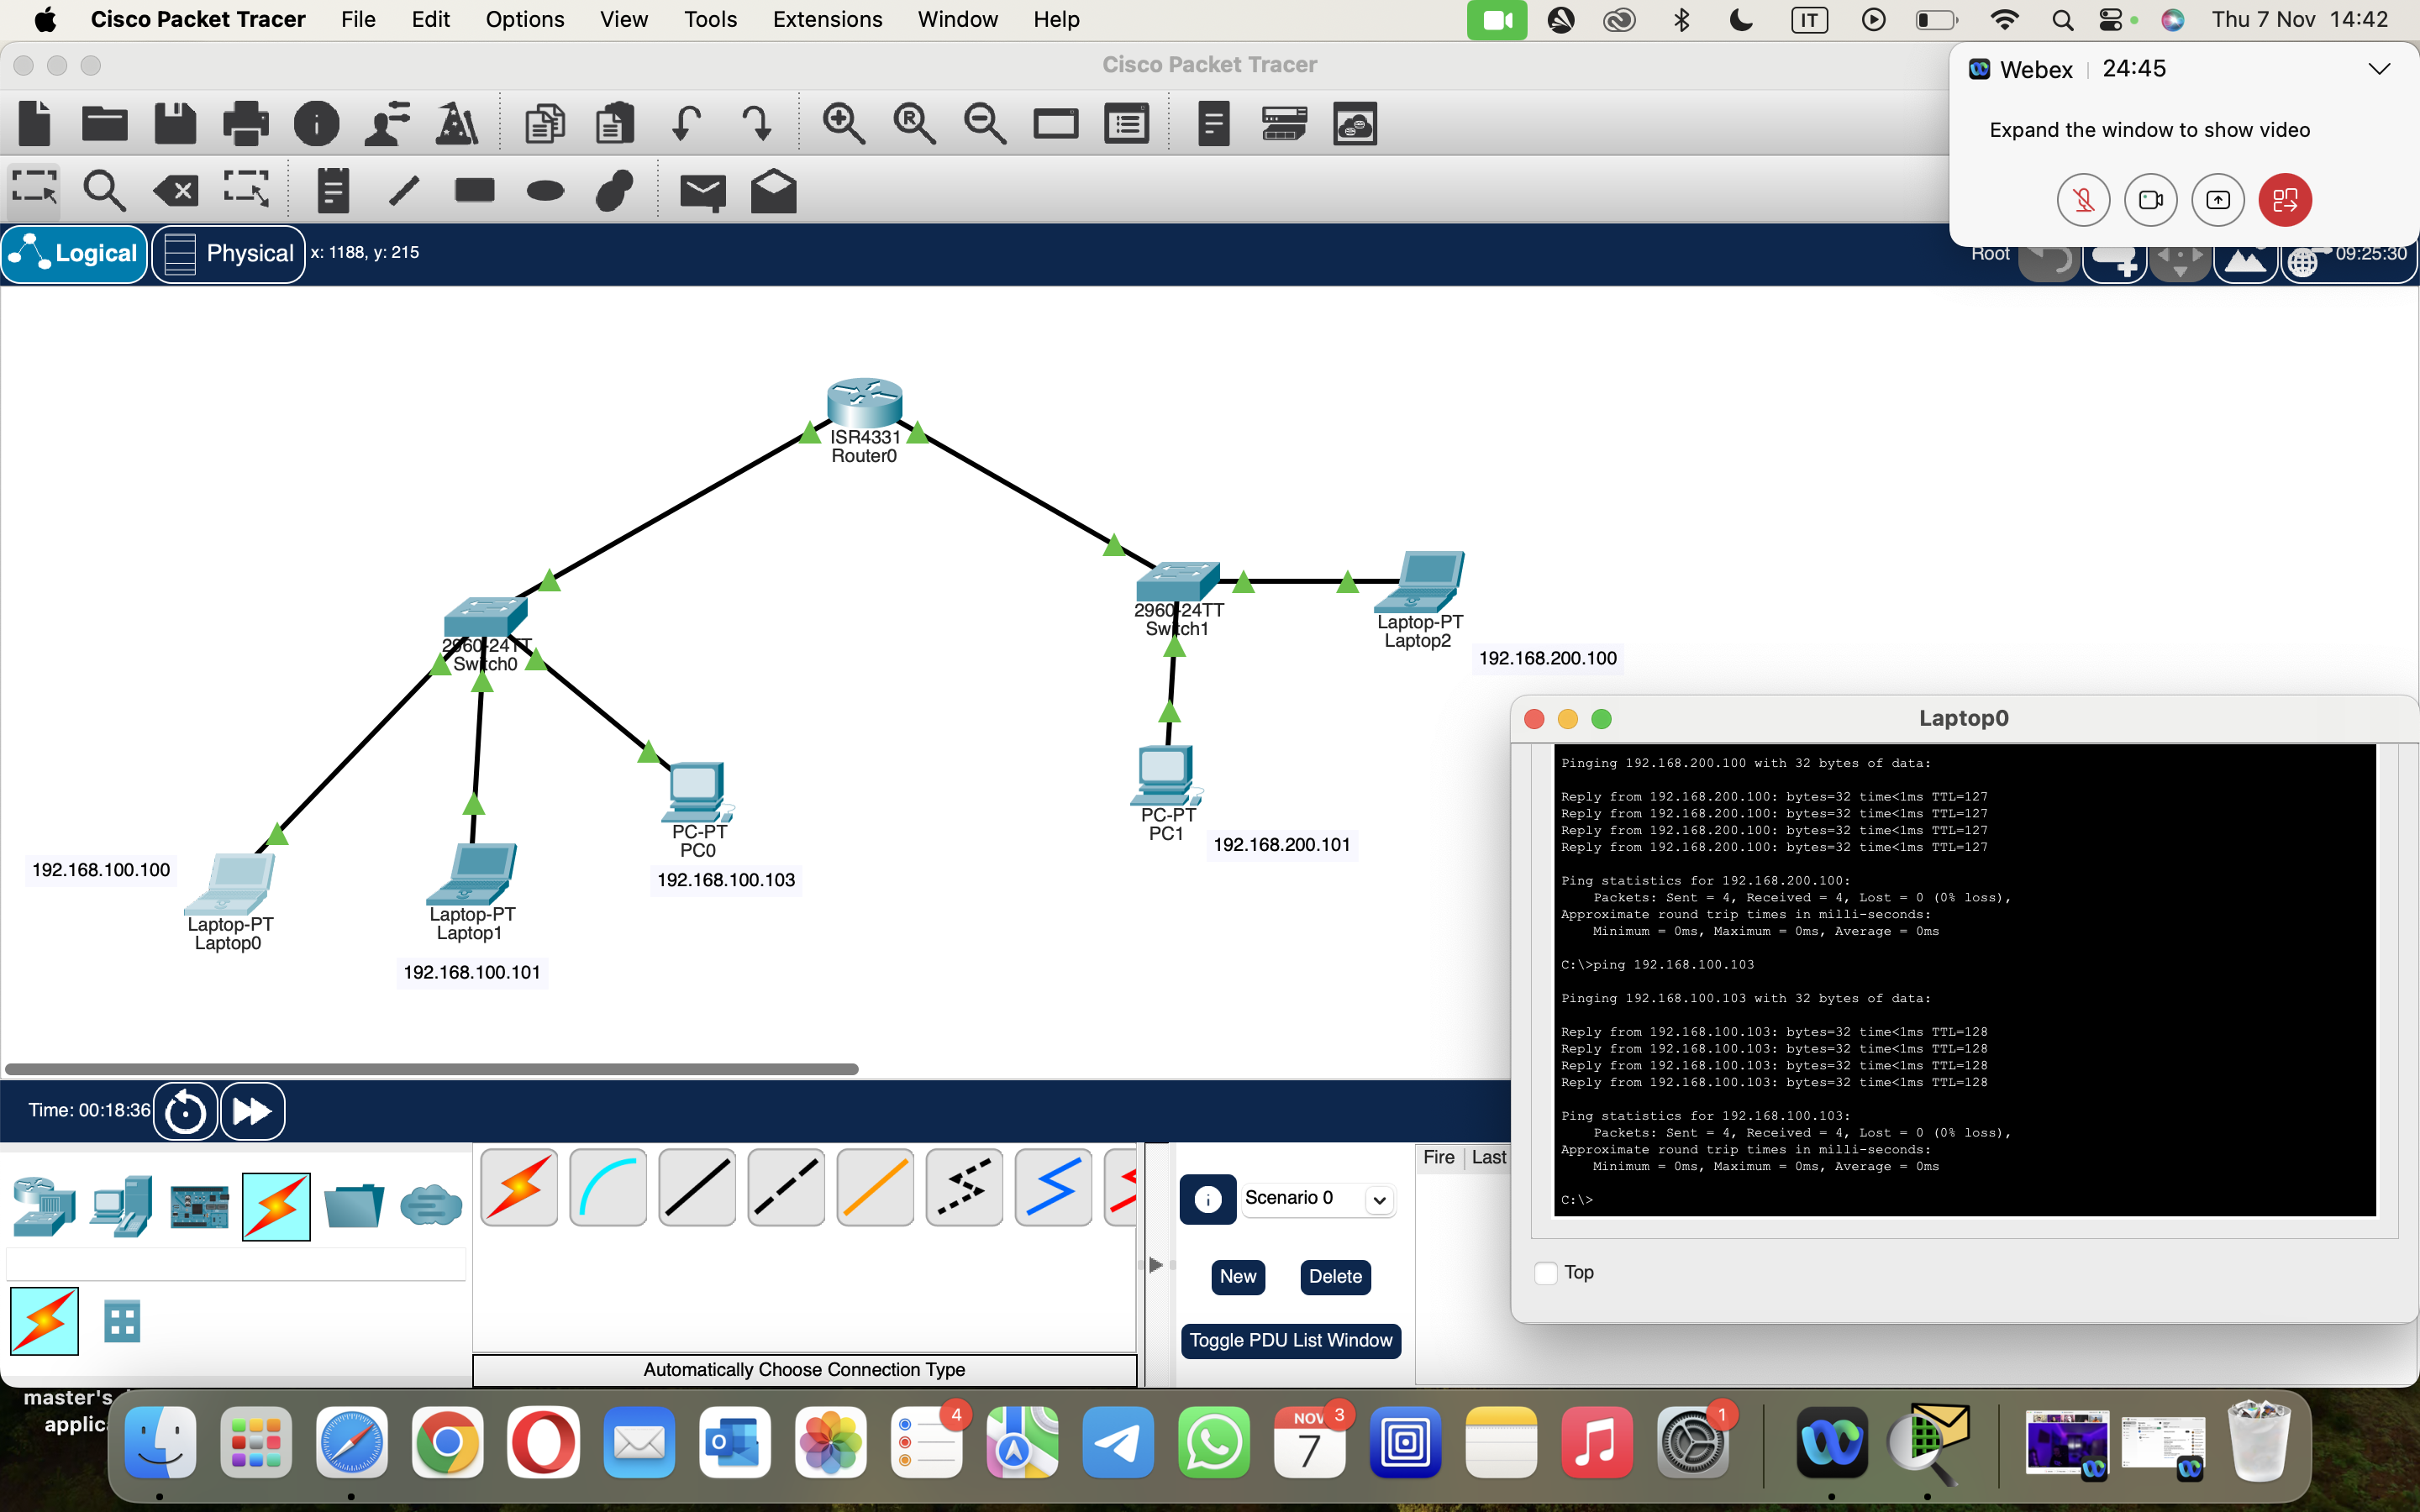 Cisco Packet Tracer File Edit Options View Tools Extensions Window Help IT Thu 7 Nov 14:42
Cisco Packet Tracer
Webex 24:45
Expand the window to show video
Logical Physical x: 1188, y: 215
Root 09:25:30
ISR4331
Router0
2960-24TT
Switch0
2960-24TT
Switch1
Laptop-PT
Laptop2
192.168.200.100
PC-PT
PC1
192.168.200.101
PC-PT
PC0
192.168.100.103
192.168.100.100
Laptop-PT
Laptop0
Laptop-PT
Laptop1
192.168.100.101
Laptop0
Pinging 192.168.200.100 with 32 bytes of data:
Reply from 192.168.200.100: bytes=32 time<1ms TTL=127
Reply from 192.168.200.100: bytes=32 time<1ms TTL=127
Reply from 192.168.200.100: bytes=32 time<1ms TTL=127
Reply from 192.168.200.100: bytes=32 time<1ms TTL=127
Ping statistics for 192.168.200.100:
Packets: Sent = 4, Received = 4, Lost = 0 (0% loss),
Approximate round trip times in milli-seconds:
Minimum = 0ms, Maximum = 0ms, Average = 0ms
C:\>ping 192.168.100.103
Pinging 192.168.100.103 with 32 bytes of data:
Reply from 192.168.100.103: bytes=32 time<1ms TTL=128
Reply from 192.168.100.103: bytes=32 time<1ms TTL=128
Reply from 192.168.100.103: bytes=32 time<1ms TTL=128
Reply from 192.168.100.103: bytes=32 time<1ms TTL=128
Ping statistics for 192.168.100.103:
Packets: Sent = 4, Received = 4, Lost = 0 (0% loss),
Approximate round trip times in milli-seconds:
Minimum = 0ms, Maximum = 0ms, Average = 0ms
C:\>
Top
Time: 00:18:36
Scenario 0
Fire Last
New Delete
Toggle PDU List Window
Automatically Choose Connection Type
master's
applic
4
NOV 3
7
1